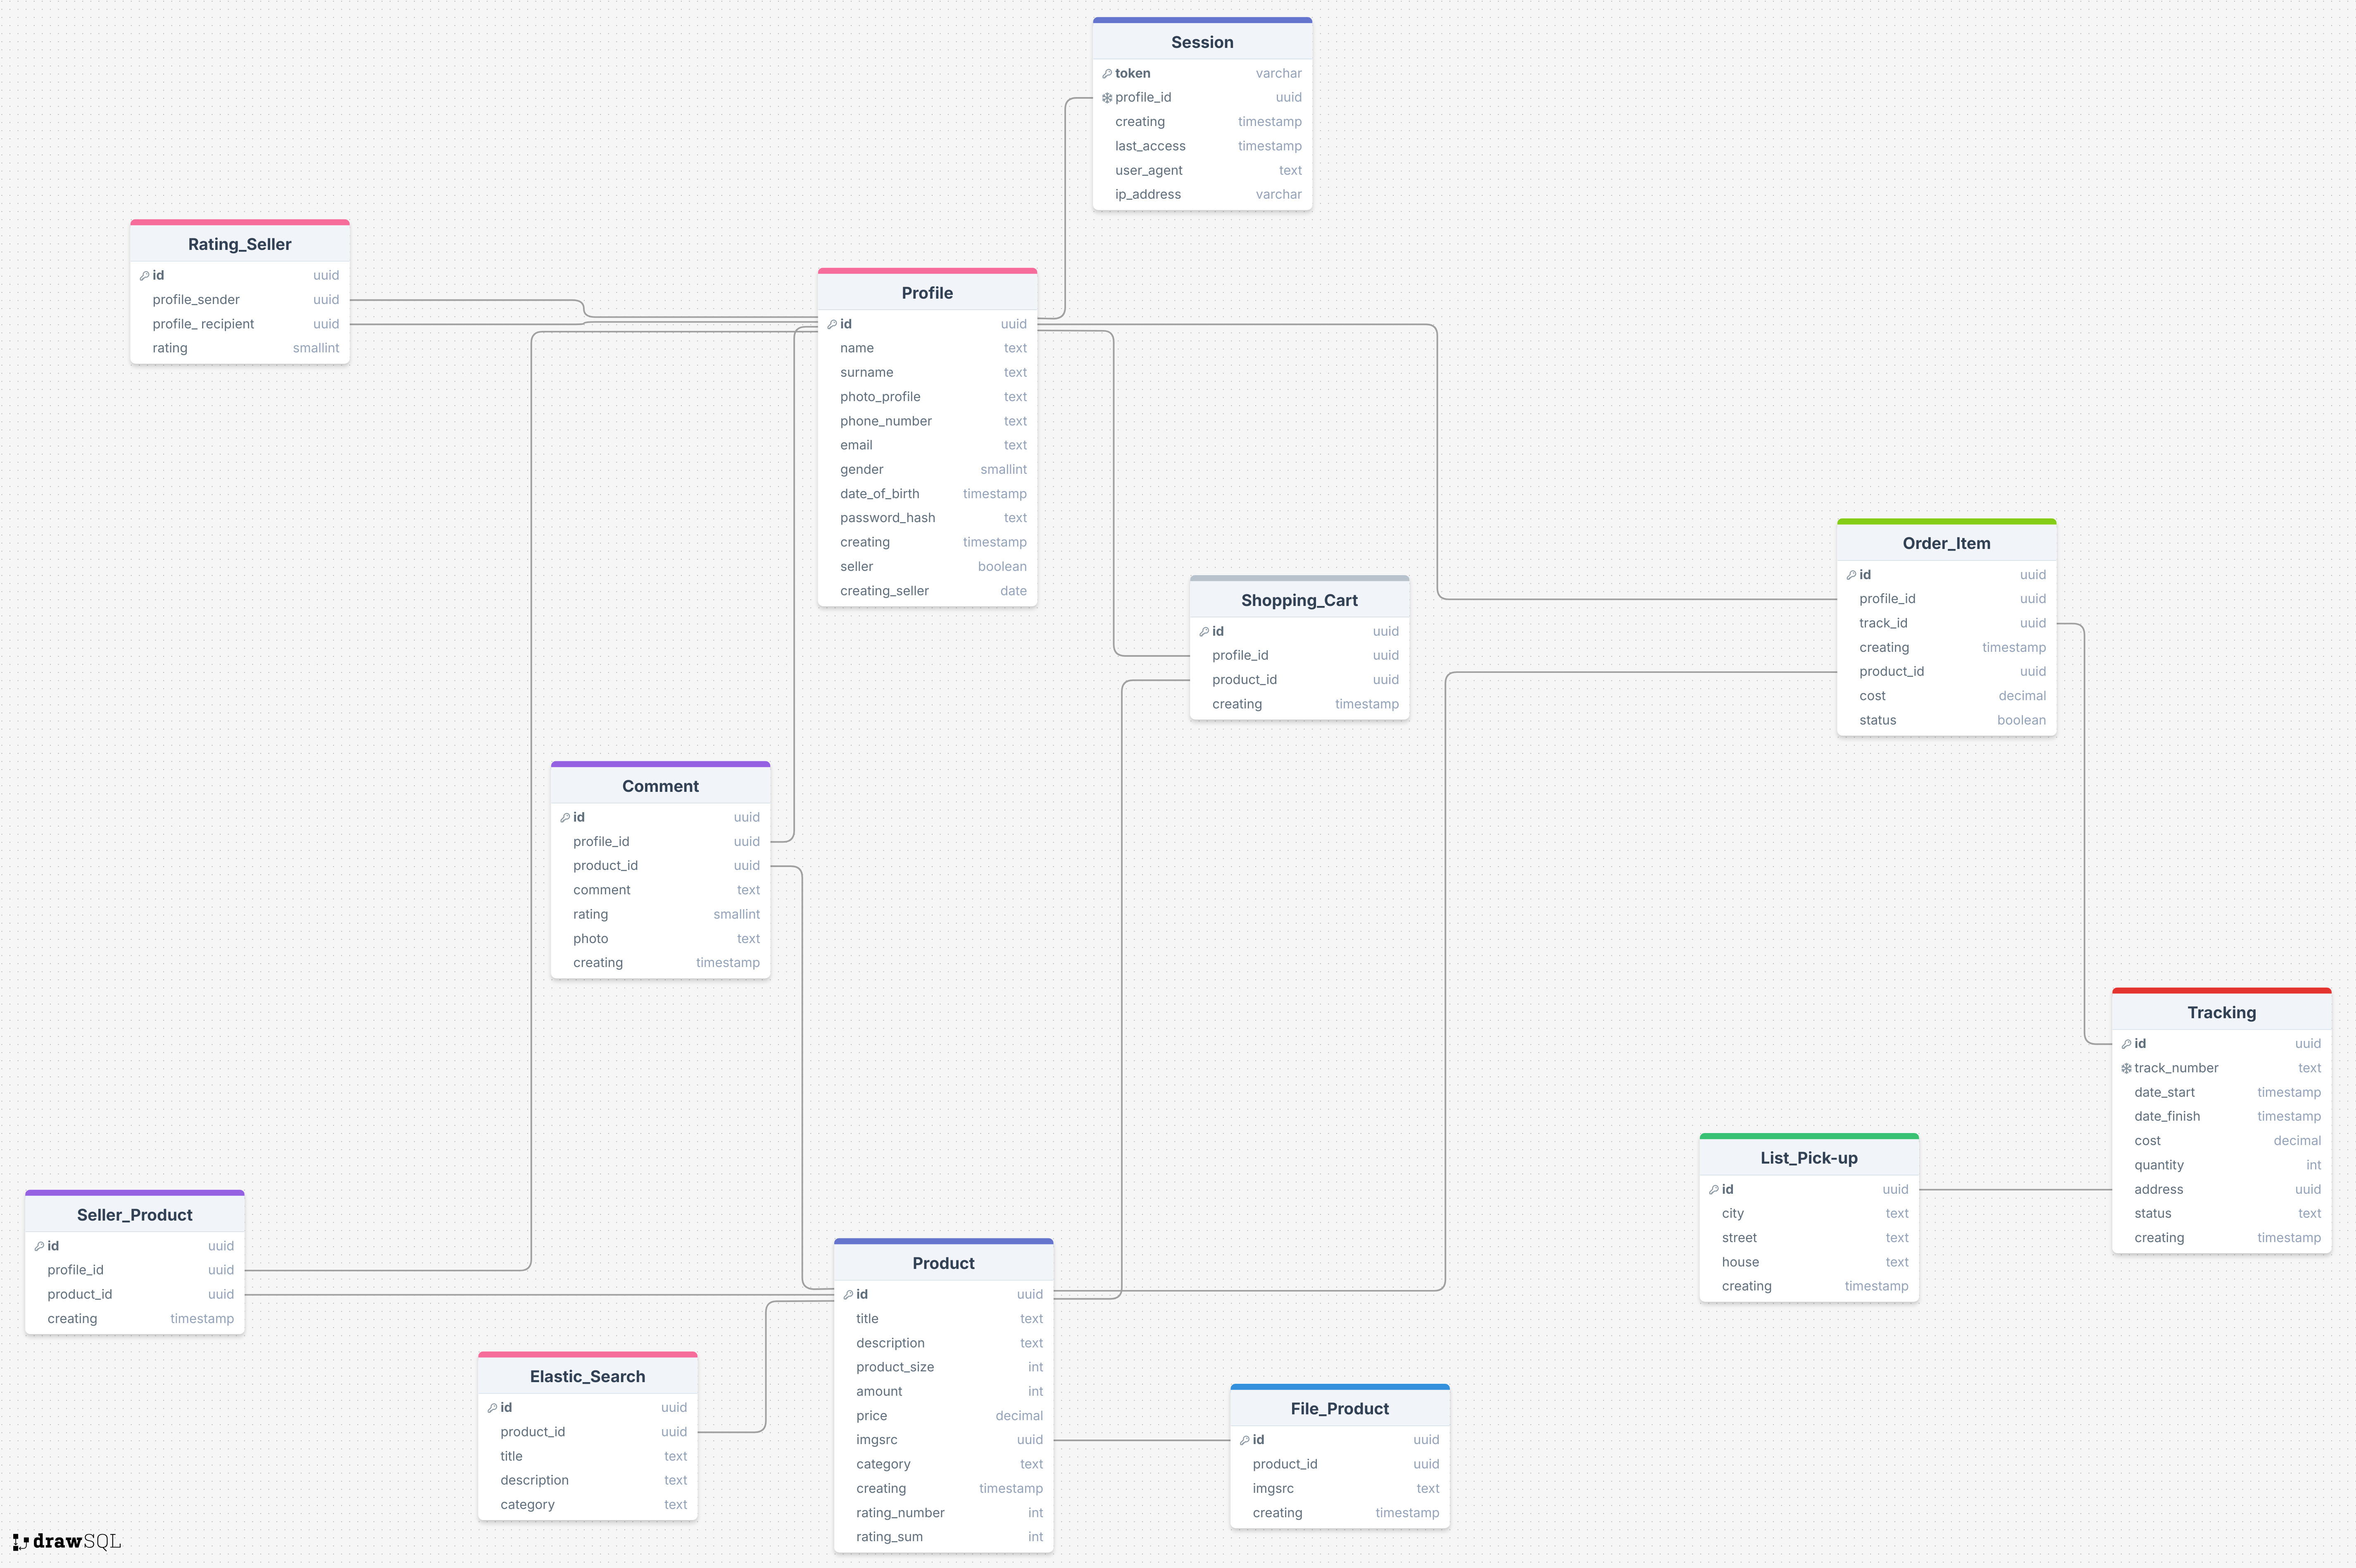 Session
token varchar
profile_id uuid
creating timestamp
last_access timestamp
user_agent text
ip_address varchar
Rating_Seller
id uuid
profile_sender uuid
profile_ recipient uuid
rating smallint
Profile
id uuid
name text
surname text
photo_profile text
phone_number text
email text
gender smallint
date_of_birth timestamp
password_hash text
creating timestamp
seller boolean
creating_seller date
Order_Item
id uuid
profile_id uuid
track_id uuid
creating timestamp
product_id uuid
cost decimal
status boolean
Shopping_Cart
id uuid
profile_id uuid
product_id uuid
creating timestamp
Comment
id uuid
profile_id uuid
product_id uuid
comment text
rating smallint
photo text
creating timestamp
Tracking
id uuid
track_number text
date_start timestamp
date_finish timestamp
cost decimal
quantity int
address uuid
status text
creating timestamp
List_Pick-up
id uuid
city text
street text
house text
creating timestamp
Seller_Product
id uuid
profile_id uuid
product_id uuid
creating timestamp
Product
id uuid
title text
description text
product_size int
amount int
price decimal
imgsrc uuid
category text
creating timestamp
rating_number int
rating_sum int
Elastic_Search
id uuid
product_id uuid
title text
description text
category text
File_Product
id uuid
product_id uuid
imgsrc text
creating timestamp
drawSQL